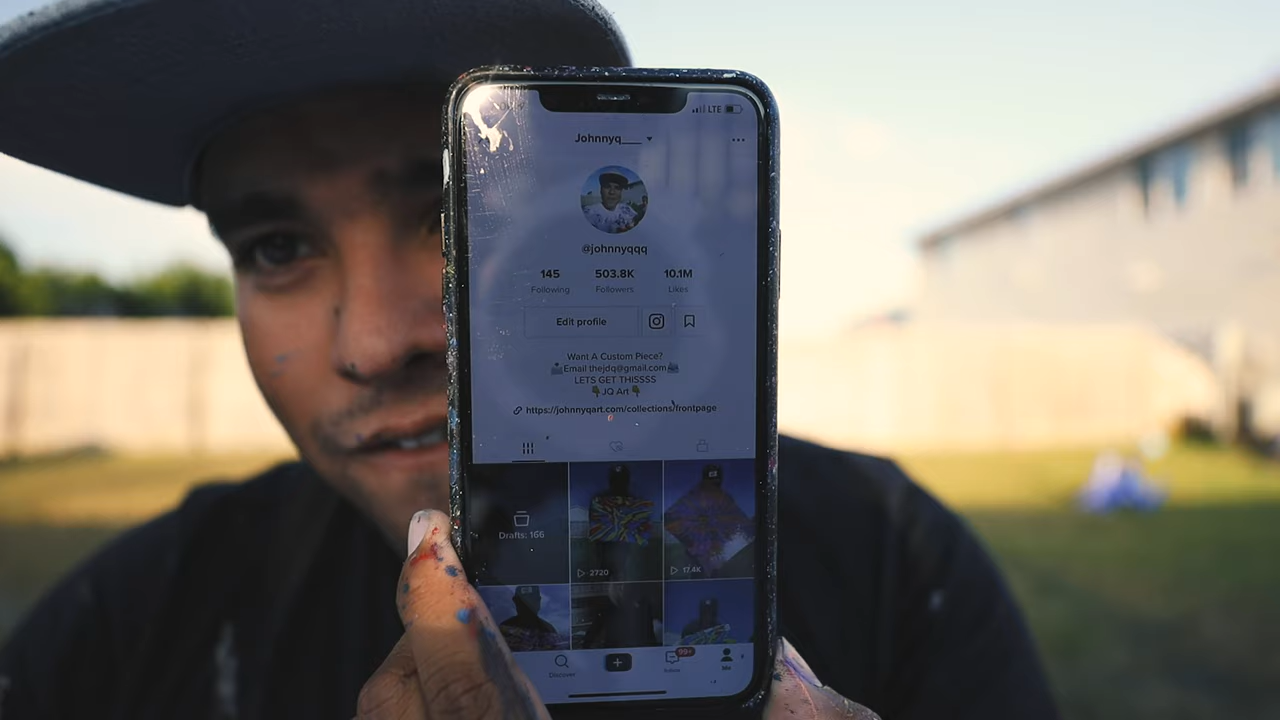 LTE
Johnnyq___
@johnnyqqq
145 503.8K 10.1M
Following Followers Likes
Edit profile
Want A Custom Piece?
Email thejdq@gmail.com
LETS GET THISSSS
JQ Art
https://johnnyqart.com/collections/frontpage
Drafts: 166
2720
17.4K
99+
Discover
Me